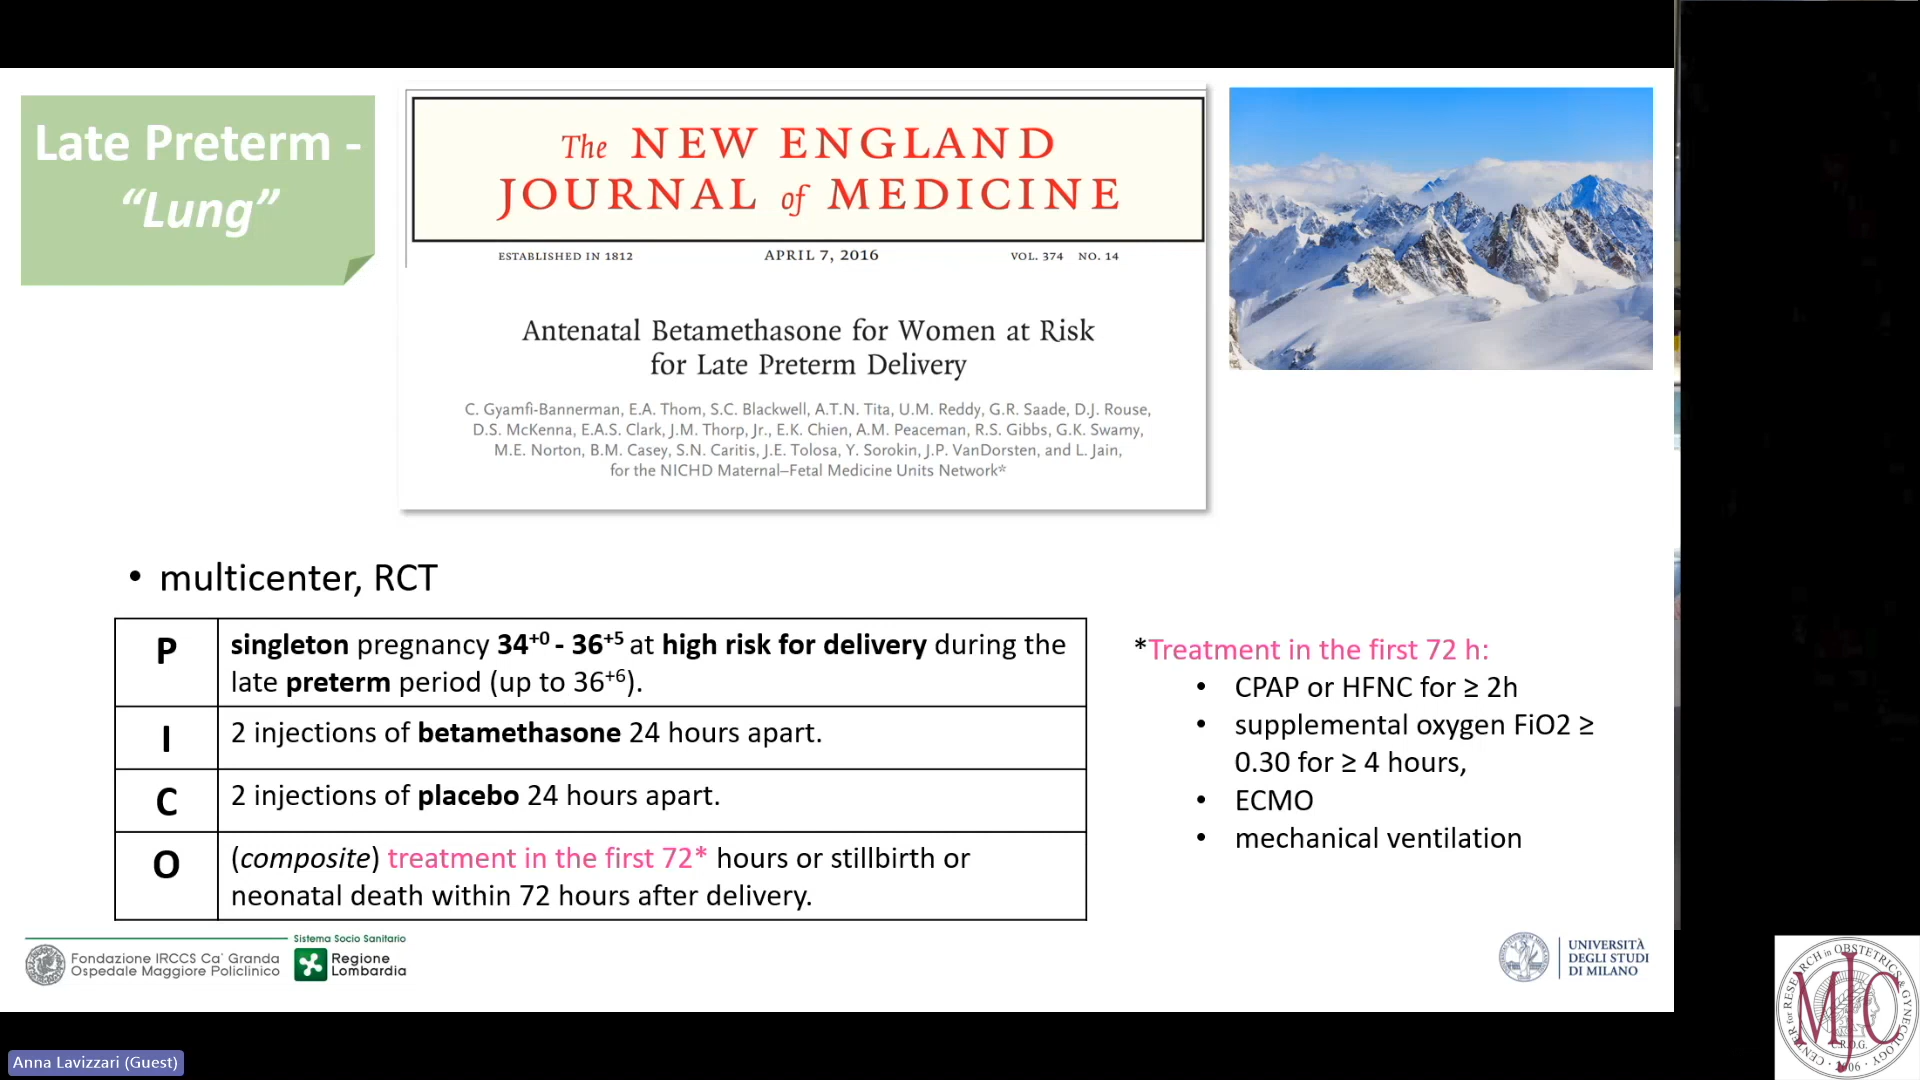 Late Preterm -
“Lung”
The NEW ENGLAND
JOURNAL of MEDICINE
ESTABLISHED IN 1812 APRIL 7, 2016 VOL. 374 NO. 14
Antenatal Betamethasone for Women at Risk
for Late Preterm Delivery
C. Gyamfi-Bannerman, E.A. Thom, S.C. Blackwell, A.T.N. Tita, U.M. Reddy, G.R. Saade, D.J. Rouse,
D.S. McKenna, E.A.S. Clark, J.M. Thorp, Jr., E.K. Chien, A.M. Peaceman, R.S. Gibbs, G.K. Swamy,
M.E. Norton, B.M. Casey, S.N. Caritis, J.E. Tolosa, Y. Sorokin, J.P. VanDorsten, and L. Jain,
for the NICHD Maternal–Fetal Medicine Units Network*
• multicenter, RCT
P singleton pregnancy 34+0 - 36+5 at high risk for delivery during the
late preterm period (up to 36+6).
I 2 injections of betamethasone 24 hours apart.
C 2 injections of placebo 24 hours apart.
O (composite) treatment in the first 72* hours or stillbirth or
neonatal death within 72 hours after delivery.
*Treatment in the first 72 h:
• CPAP or HFNC for ≥ 2h
• supplemental oxygen FiO2 ≥
0.30 for ≥ 4 hours,
• ECMO
• mechanical ventilation
Fondazione IRCCS Ca' Granda
Ospedale Maggiore Policlinico
Sistema Socio Sanitario
Regione
Lombardia
UNIVERSITÀ
DEGLI STUDI
DI MILANO
CENTER for RESEARCH in OBSTETRICS & GYNECOLOGY
MJC
C.R.O.G.
2006
Anna Lavizzari (Guest)